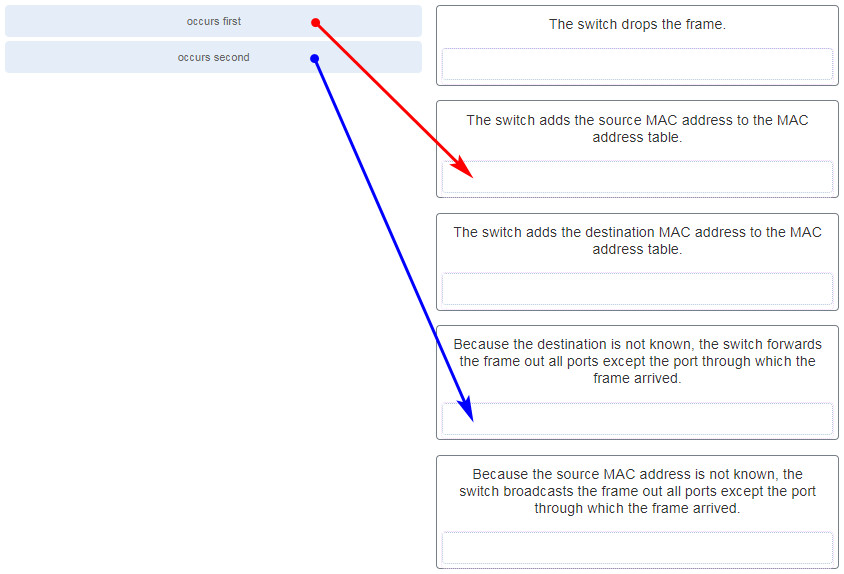 occurs first
occurs second
The switch drops the frame.
The switch adds the source MAC address to the MAC
address table.
The switch adds the destination MAC address to the MAC
address table.
Because the destination is not known, the switch forwards
the frame out all ports except the port through which the
frame arrived.
Because the source MAC address is not known, the
switch broadcasts the frame out all ports except the port
through which the frame arrived.